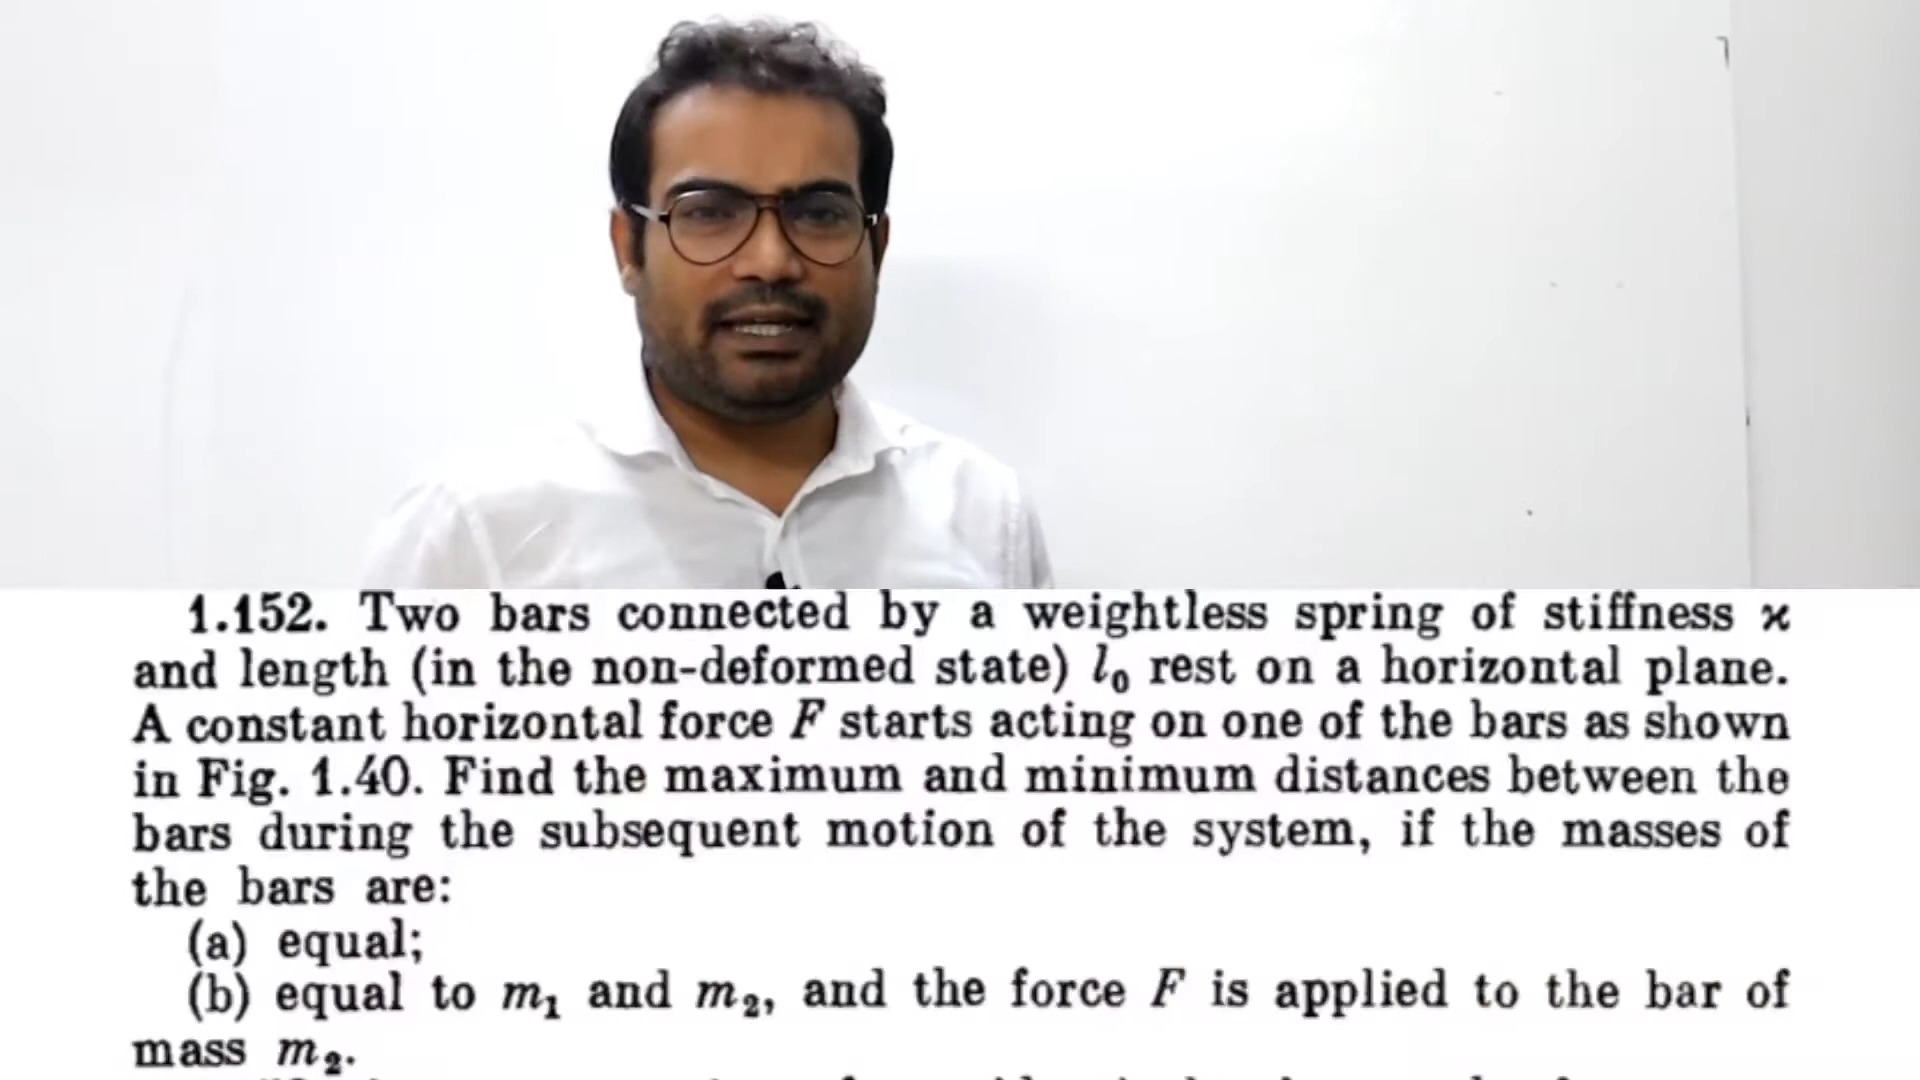 1.152. Two bars connected by a weightless spring of stiffness ϰ
and length (in the non-deformed state) l₀ rest on a horizontal plane.
A constant horizontal force F starts acting on one of the bars as shown
in Fig. 1.40. Find the maximum and minimum distances between the
bars during the subsequent motion of the system, if the masses of
the bars are:
(a) equal;
(b) equal to m₁ and m₂, and the force F is applied to the bar of
mass m₂.